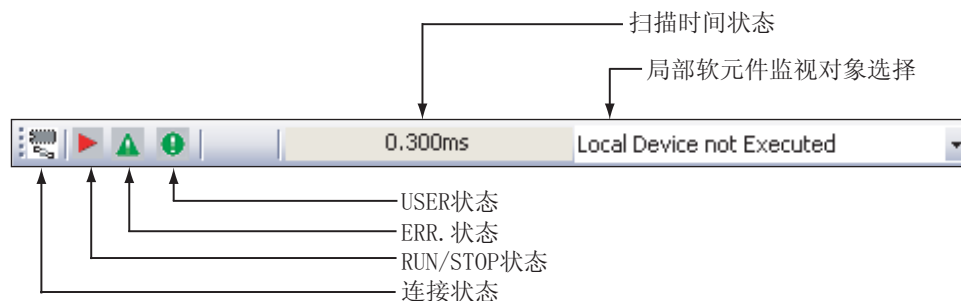 扫描时间状态
局部软元件监视对象选择
0.300ms Local Device not Executed
USER状态
ERR.状态
RUN/STOP状态
连接状态